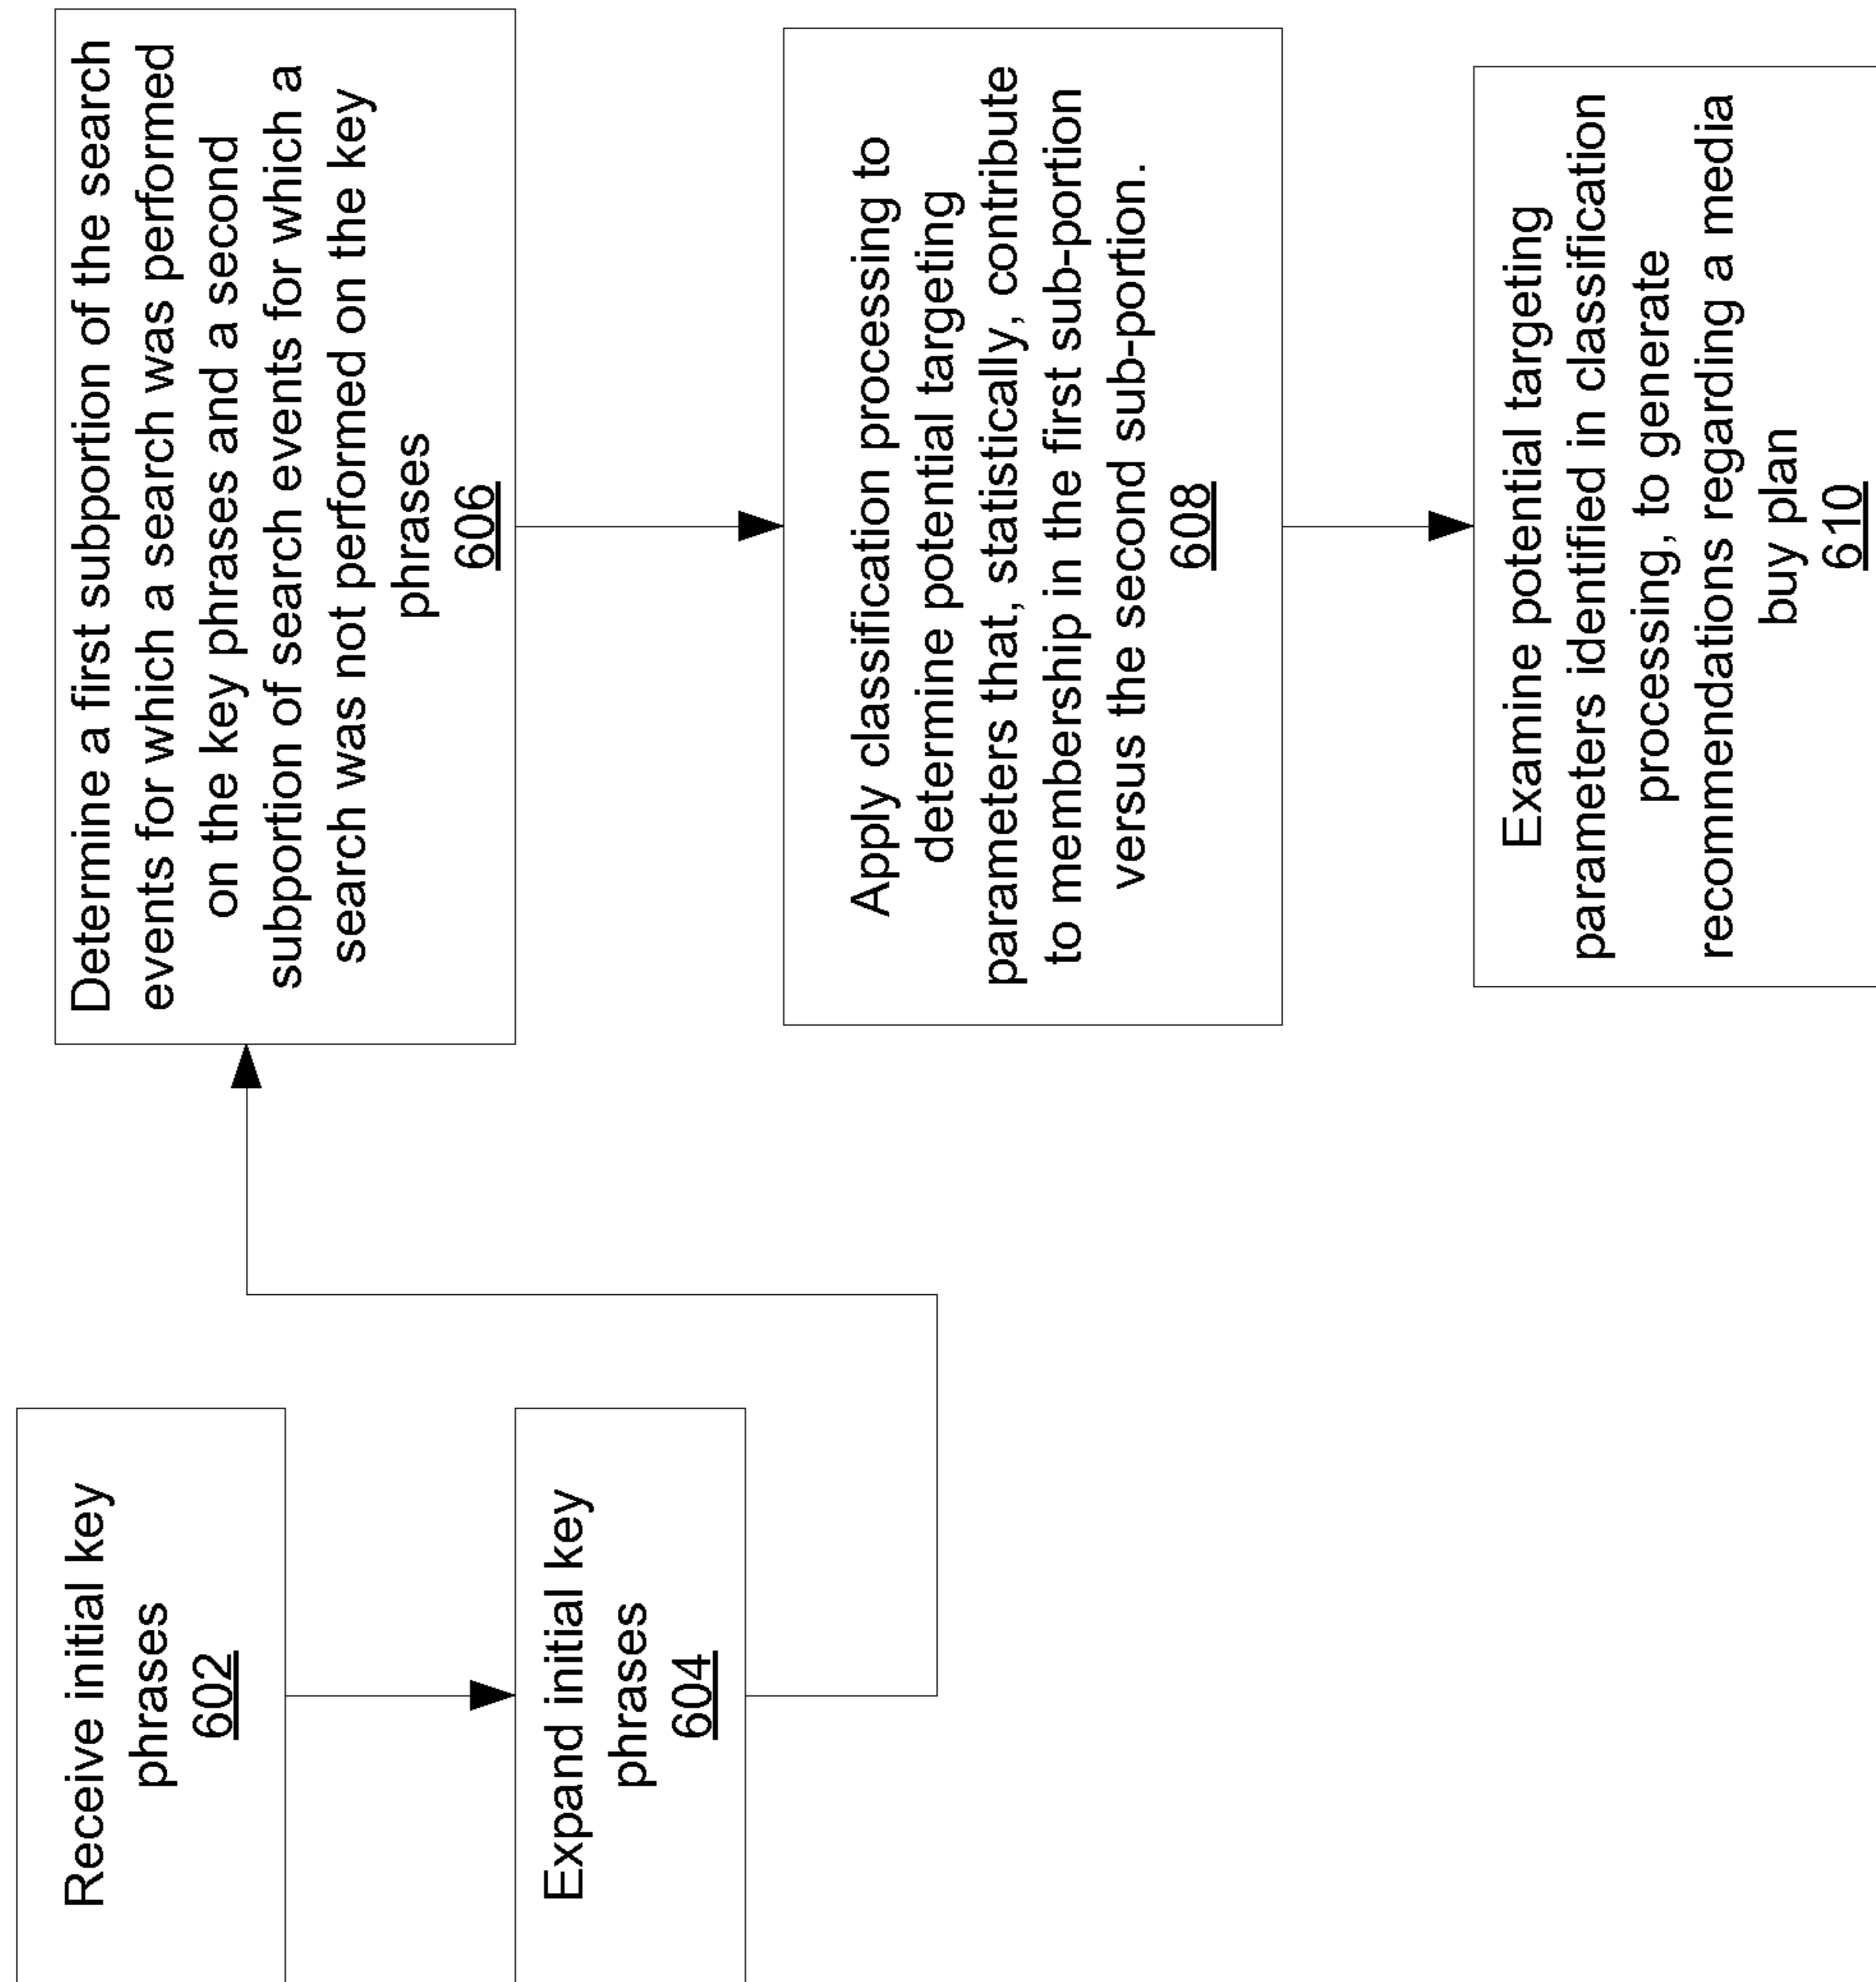 Receive initial key
phrases
602
Expand initial key
phrases
604
Determine a first subportion of the search
events for which a search was performed
on the key phrases and a second
subportion of search events for which a
search was not performed on the key
phrases
606
Apply classification processing to
determine potential targeting
parameters that, statistically, contribute
to membership in the first sub-portion
versus the second sub-portion.
608
Examine potential targeting
parameters identified in classification
processing, to generate
recommendations regarding a media
buy plan
610